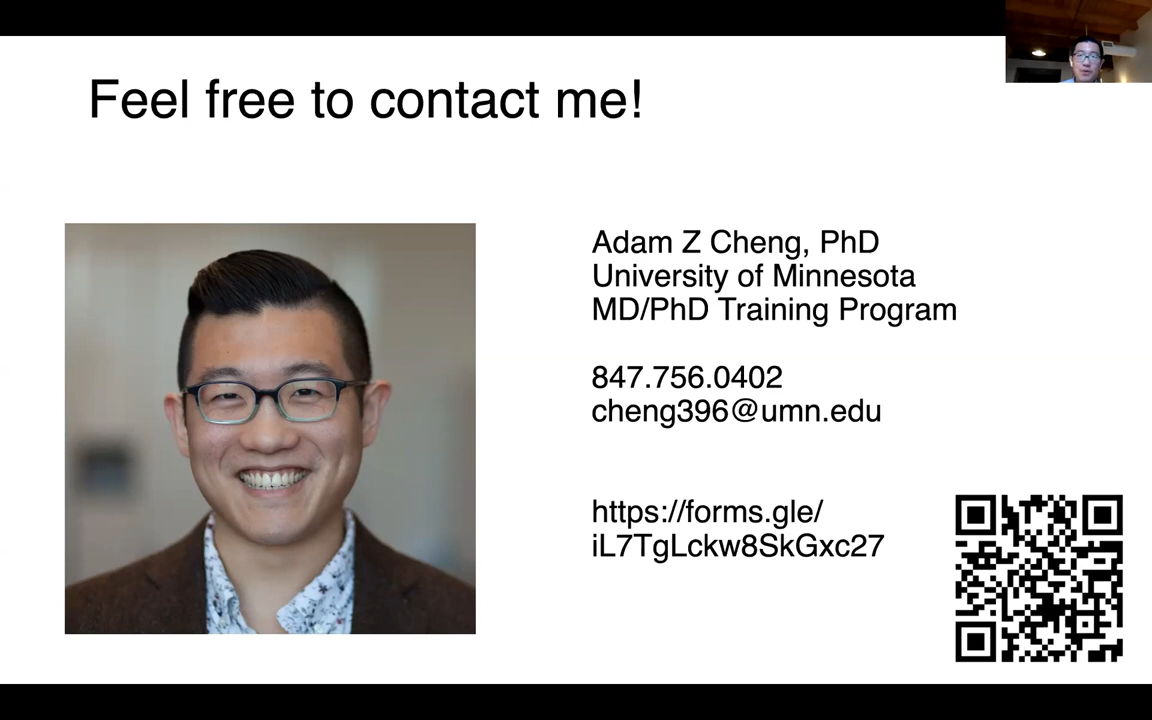 Feel free to contact me!
Adam Z Cheng, PhD
University of Minnesota
MD/PhD Training Program
847.756.0402
cheng396@umn.edu
https://forms.gle/
iL7TgLckw8SkGxc27